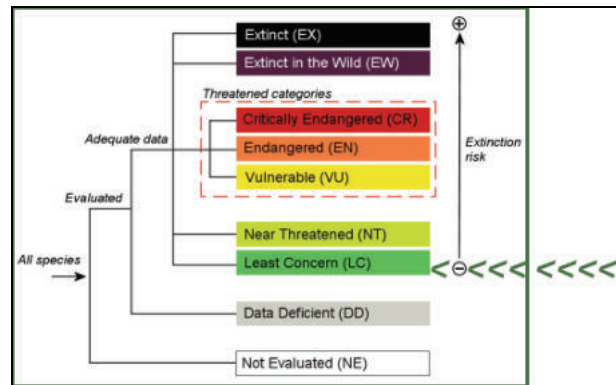 Extinct (EX)
Extinct in the Wild (EW)
Threatened categories
Critically Endangered (CR)
Adequate data
Endangered (EN)
Extinction
risk
Vulnerable (VU)
Evaluated
Near Threatened (NT)
All species
Least Concern (LC)
<<<<<<<<<
Data Deficient (DD)
Not Evaluated (NE)